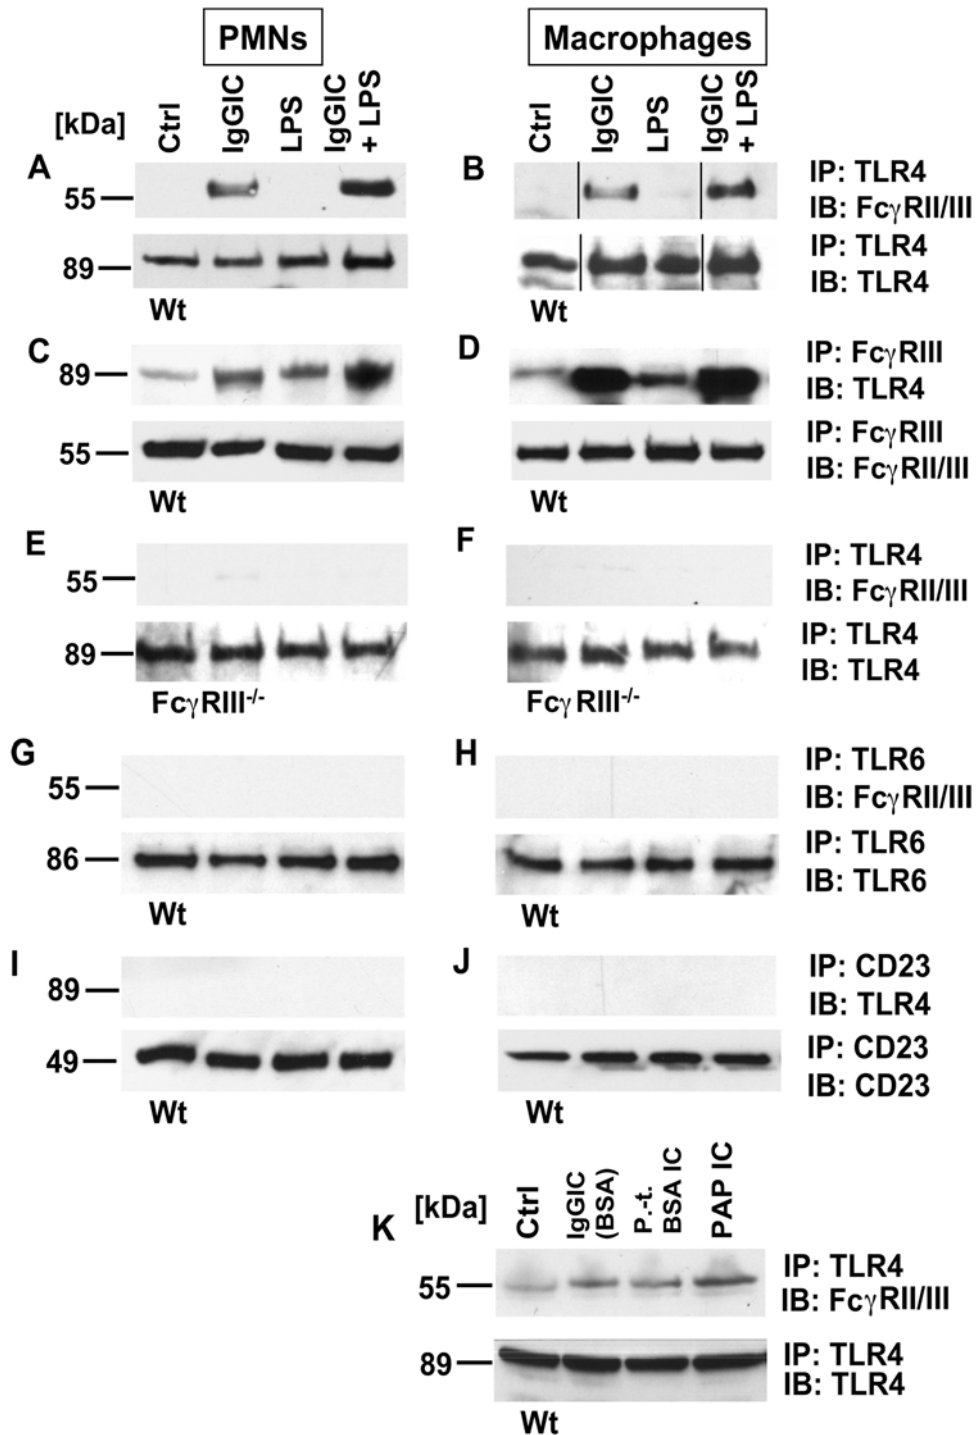 PMNs
Macrophages
[kDa]
Ctrl
IgGIC
LPS
IgGIC
+ LPS
Ctrl
IgGIC
LPS
IgGIC
+ LPS
A
55
89
Wt
B
IP: TLR4
IB: FcγRII/III
IP: TLR4
IB: TLR4
Wt
C
89
55
Wt
D
IP: FcγRIII
IB: TLR4
IP: FcγRIII
IB: FcγRII/III
Wt
E
55
89
FcγRIII-/-
F
IP: TLR4
IB: FcγRII/III
IP: TLR4
IB: TLR4
FcγRIII-/-
G
55
86
Wt
H
IP: TLR6
IB: FcγRII/III
IP: TLR6
IB: TLR6
Wt
I
89
49
Wt
J
IP: CD23
IB: TLR4
IP: CD23
IB: CD23
Wt
K
[kDa]
Ctrl
IgGIC
(BSA)
P.-t.
BSA IC
PAP IC
55
IP: TLR4
IB: FcγRII/III
89
IP: TLR4
IB: TLR4
Wt